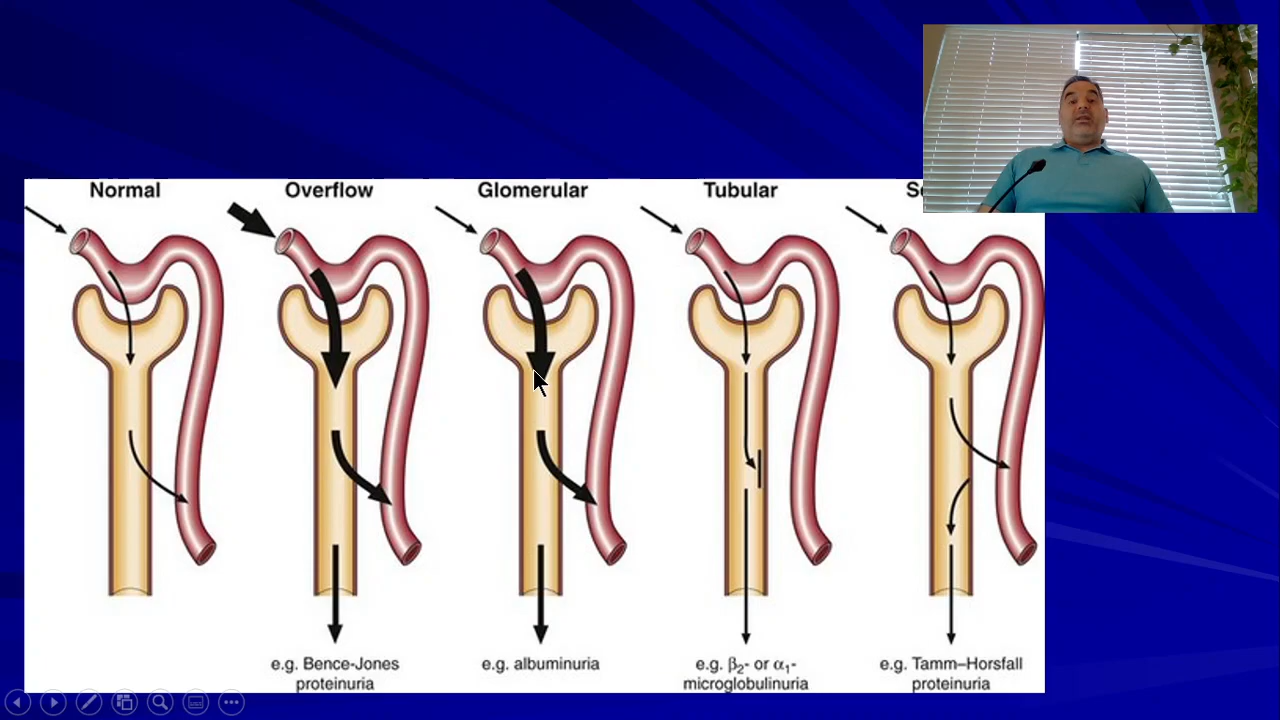 Normal
Overflow
Glomerular
Tubular
e.g. Bence-Jones
proteinuria
e.g. albuminuria
e.g. β2- or α1-
microglobulinuria
e.g. Tamm–Horsfall
proteinuria